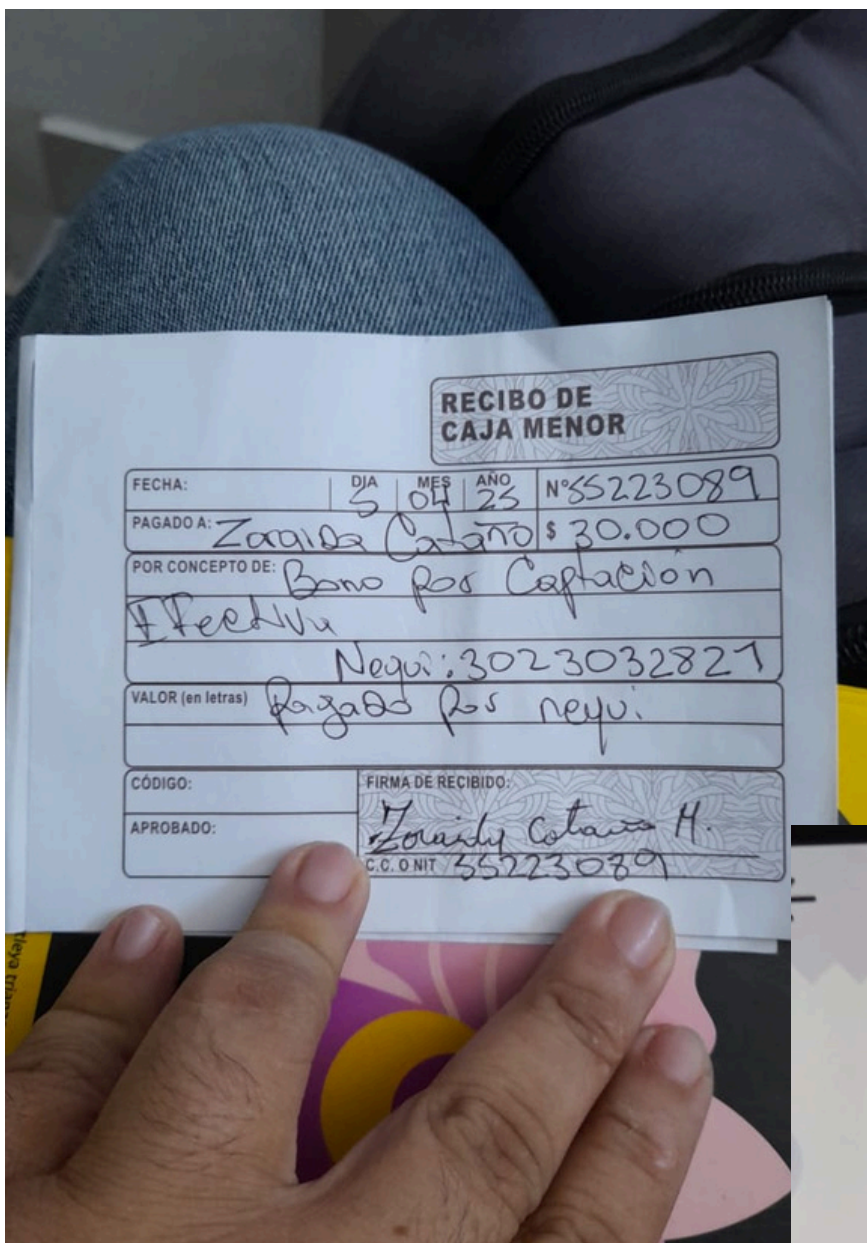 RECIBO DE
CAJA MENOR
FECHA: DIA 5 MES 04 AÑO 25 N° 55223089
PAGADO A: Zoraida Cataño $ 30.000
POR CONCEPTO DE: Bono por Captación
Efectiva
Nequi: 3023032821
VALOR (en letras) Pagado por nequi
CÓDIGO: FIRMA DE RECIBIDO:
APROBADO: Zoraidy Cataño M.
C.C. O NIT 55223089